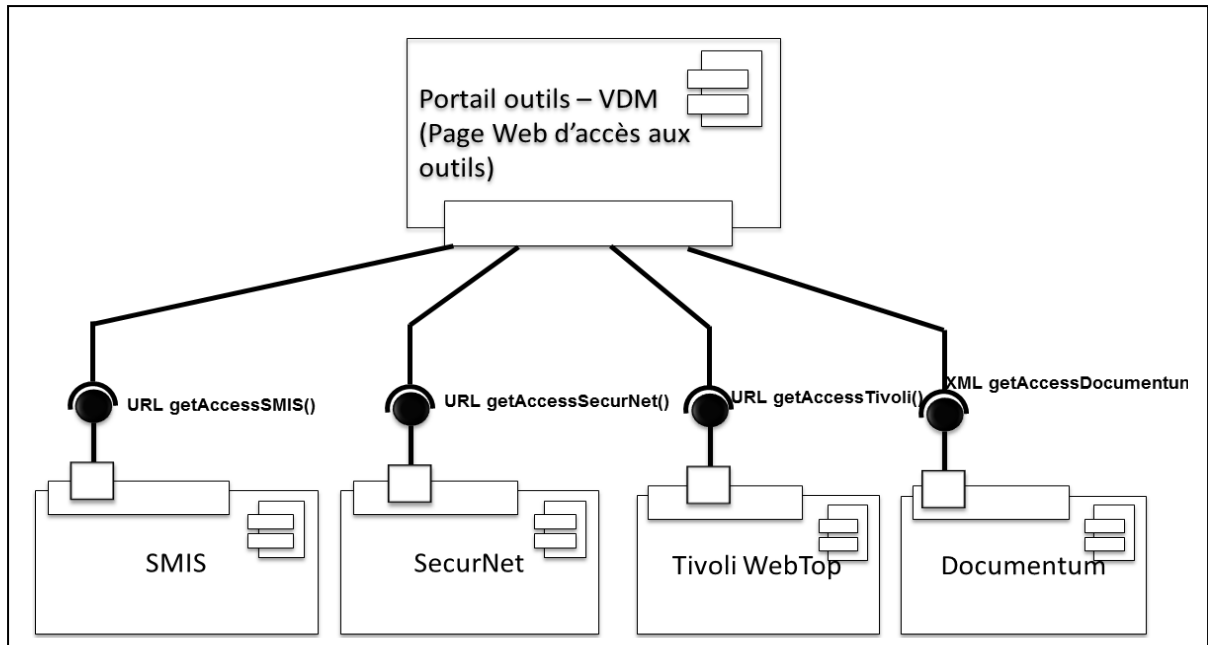 Portail outils – VDM
(Page Web d'accès aux
outils)
URL getAccessSMIS()
URL getAccessSecurNet()
URL getAccessTivoli()
XML getAccessDocumentun
SMIS
SecurNet
Tivoli WebTop
Documentum